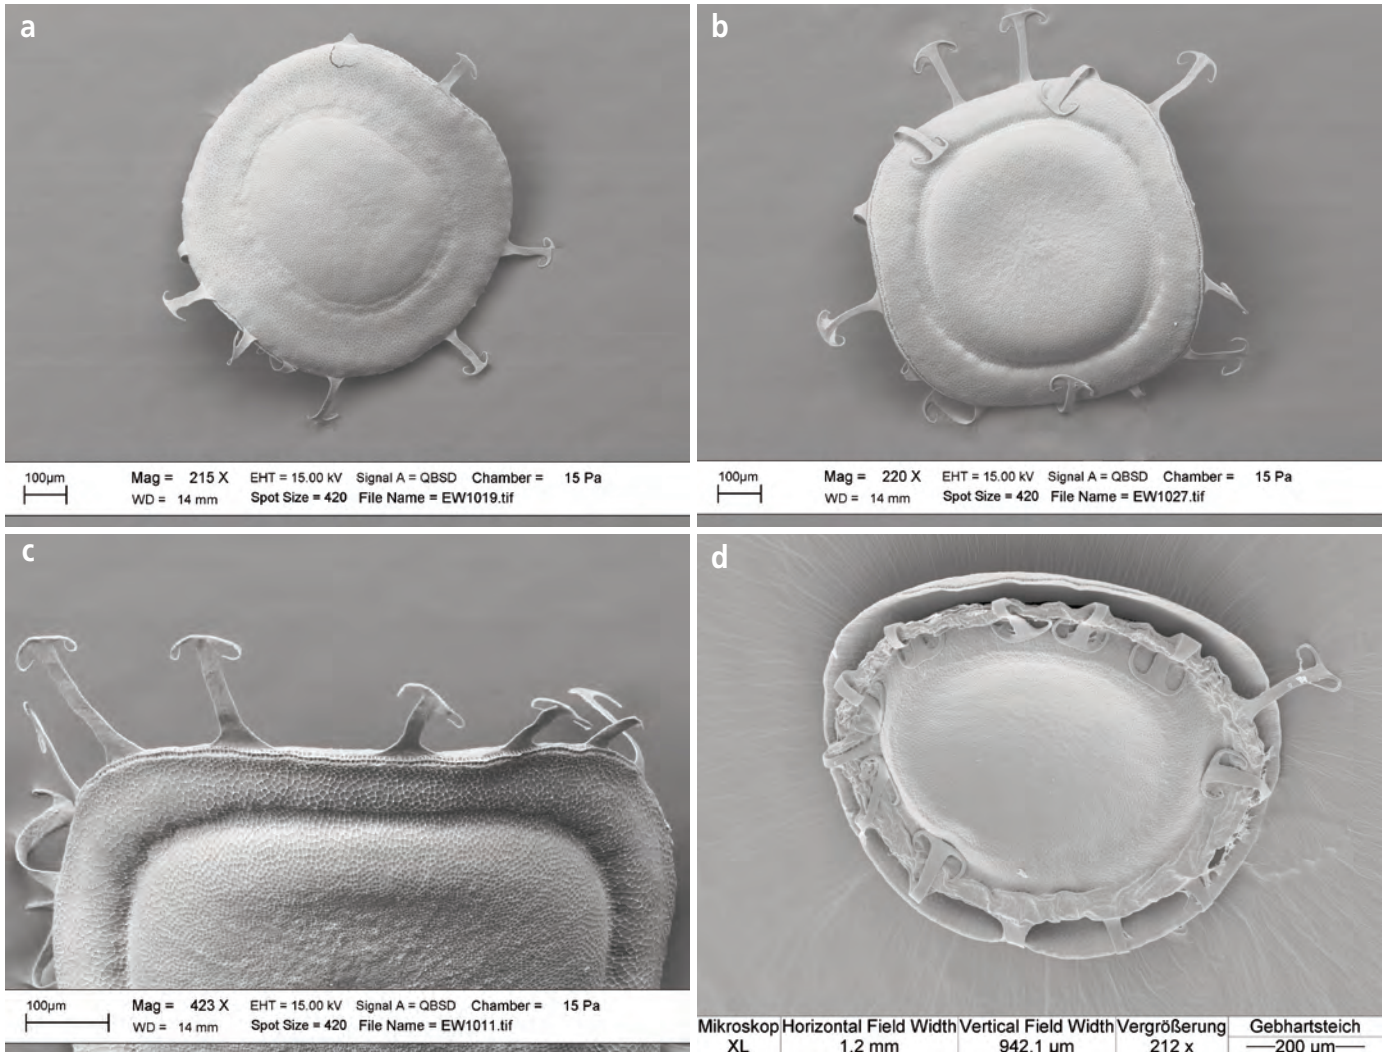 a
100µm
Mag = 215 X EHT = 15.00 kV Signal A = QBSD Chamber = 15 Pa
WD = 14 mm Spot Size = 420 File Name = EW1019.tif
b
100µm
Mag = 220 X EHT = 15.00 kV Signal A = QBSD Chamber = 15 Pa
WD = 14 mm Spot Size = 420 File Name = EW1027.tif
c
100µm
Mag = 423 X EHT = 15.00 kV Signal A = QBSD Chamber = 15 Pa
WD = 14 mm Spot Size = 420 File Name = EW1011.tif
d
Mikroskop Horizontal Field Width Vertical Field Width Vergrößerung Gebhartsteich
XL 1.2 mm 942.1 µm 212 x 200 µm